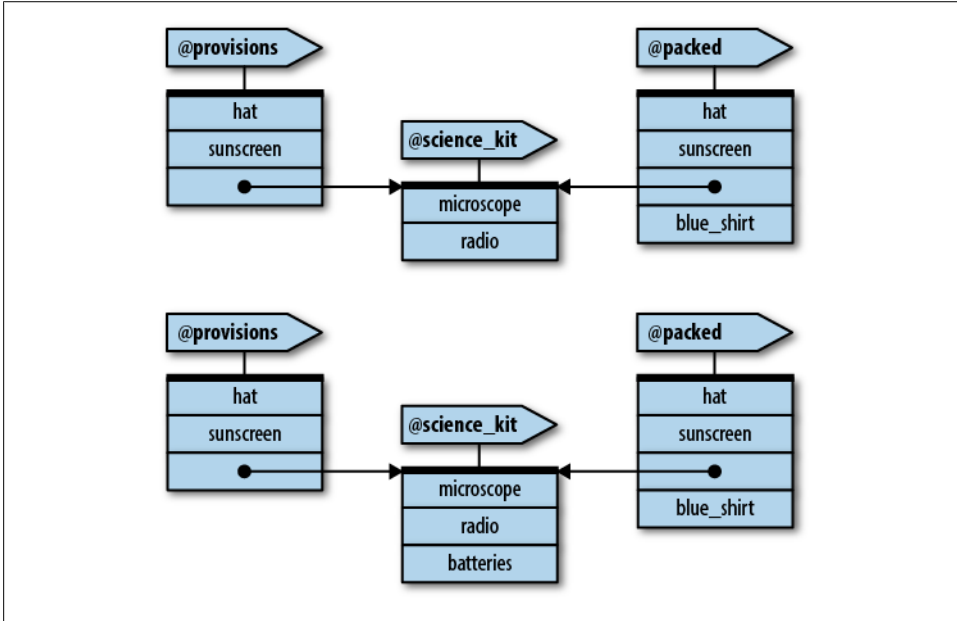 @provisions
@packed
hat
hat
@science_kit
sunscreen
sunscreen
microscope
radio
blue_shirt
@provisions
@packed
hat
hat
@science_kit
sunscreen
sunscreen
microscope
blue_shirt
radio
batteries